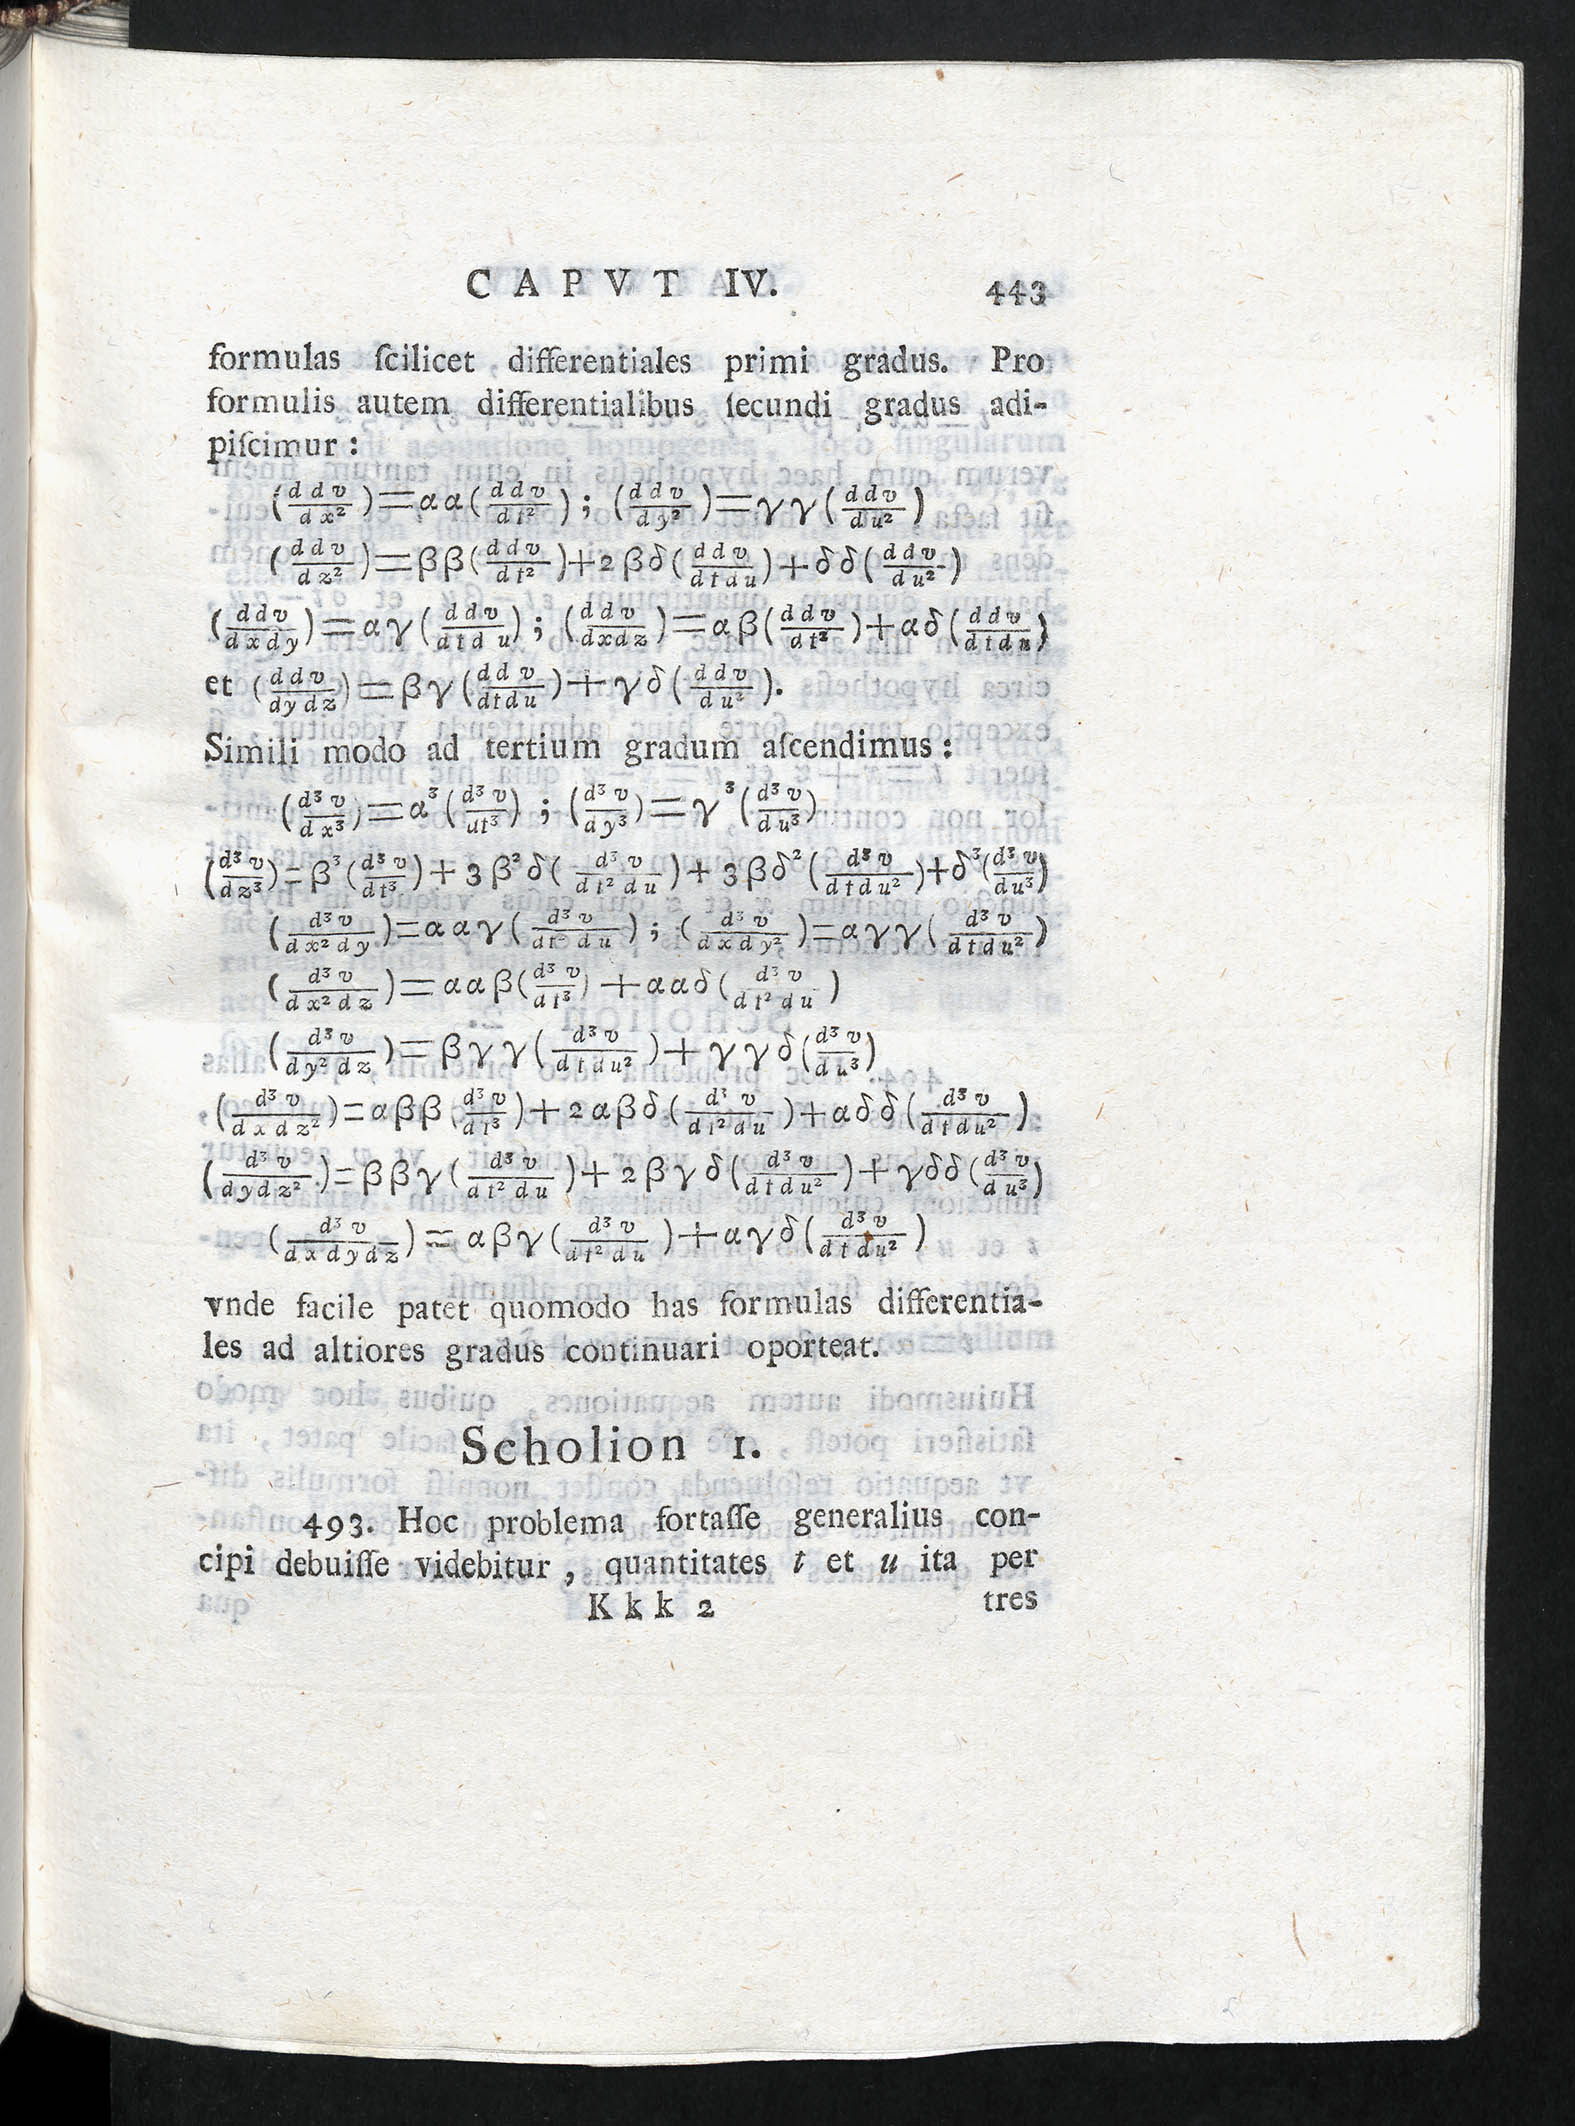 CAPVT IV. 443
formulas ſcilicet differentiales primi gradus. Pro
formulis autem differentialibus ſecundi gradus adi-
piſcimur :
(ddv/dx²)=αα(ddv/dt²) ; (ddv/dy²)=γγ(ddv/du²)
(ddv/dz²)=ββ(ddv/dt²)+2βδ(ddv/dtdu)+δδ(ddv/du²)
(ddv/dxdy)=αγ(ddv/dtdu) ; (ddv/dxdz)=αβ(ddv/dt²)+αδ(ddv/dtdu)
et (ddv/dydz)=βγ(ddv/dtdu)+γδ(ddv/du²).
Simili modo ad tertium gradum aſcendimus :
(d³v/dx³)=α³(d³v/dt³) ; (d³v/dy³)=γ³(d³v/du³)
(d³v/dz³)=β³(d³v/dt³)+3β²δ(d³v/dt²du)+3βδ²(d³v/dtdu²)+δ³(d³v/du³)
(d³v/dx²dy)=ααγ(d³v/dt²du) ; (d³v/dxdy²)=αγγ(d³v/dtdu²)
(d³v/dx²dz)=ααβ(d³v/dt³)+ααδ(d³v/dt²du)
(d³v/dy²dz)=βγγ(d³v/dtdu²)+γγδ(d³v/du³)
(d³v/dxdz²)=αββ(d³v/dt³)+2αβδ(d³v/dt²du)+αδδ(d³v/dtdu²)
(d³v/dydz²)=ββγ(d³v/dt²du)+2βγδ(d³v/dtdu²)+γδδ(d³v/du³)
(d³v/dxdydz)=αβγ(d³v/dt²du)+αγδ(d³v/dtdu²)
vnde facile patet quomodo has formulas differentia-
les ad altiores gradus continuari oporteat.
Scholion 1.
493. Hoc problema fortaſſe generalius con-
cipi debuiſſe videbitur , quantitates t et u ita per
Kkk 2 tres